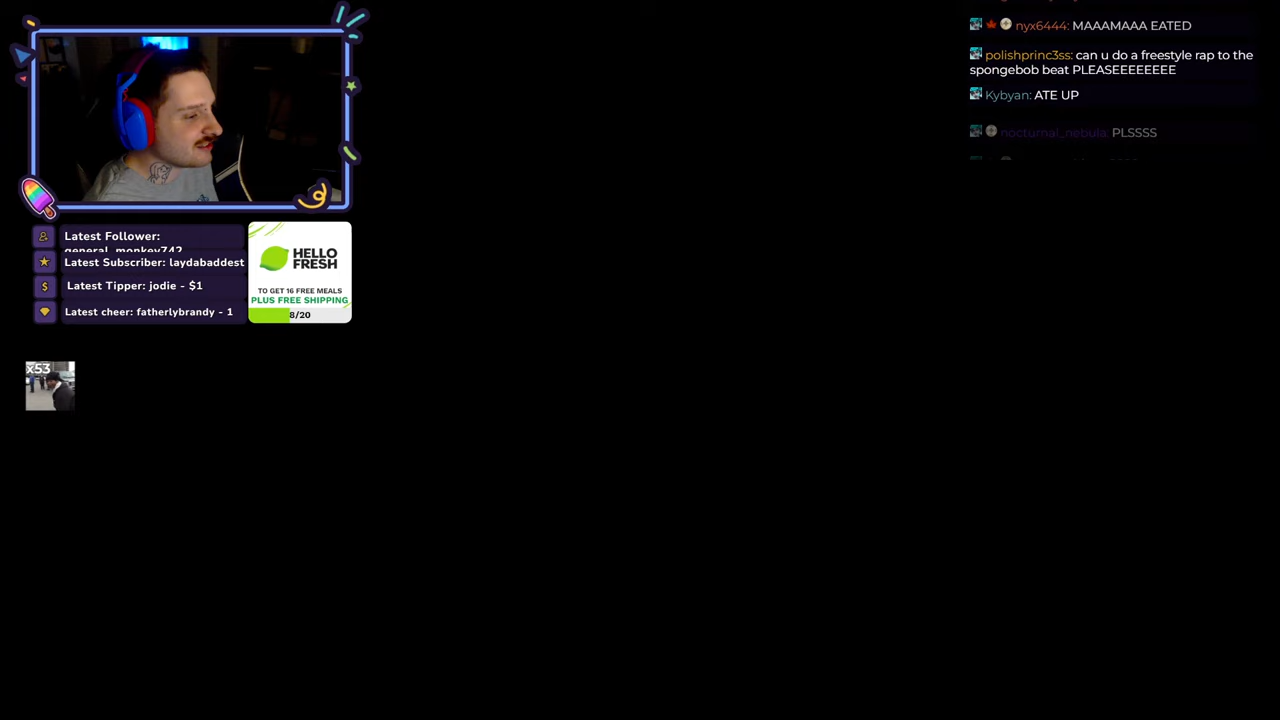 nyx6444: MAAAMAAA EATED
polishprinc3ss: can u do a freestyle rap to the
spongebob beat PLEASEEEEEEEE
Kybyan: ATE UP
nocturnal_nebula: PLSSSS
Latest Follower:
general_monkey742
Latest Subscriber: laydabaddest
Latest Tipper: jodie - $1
Latest cheer: fatherlybrandy - 1
HELLO
FRESH
TO GET 16 FREE MEALS
PLUS FREE SHIPPING
8/20
x53